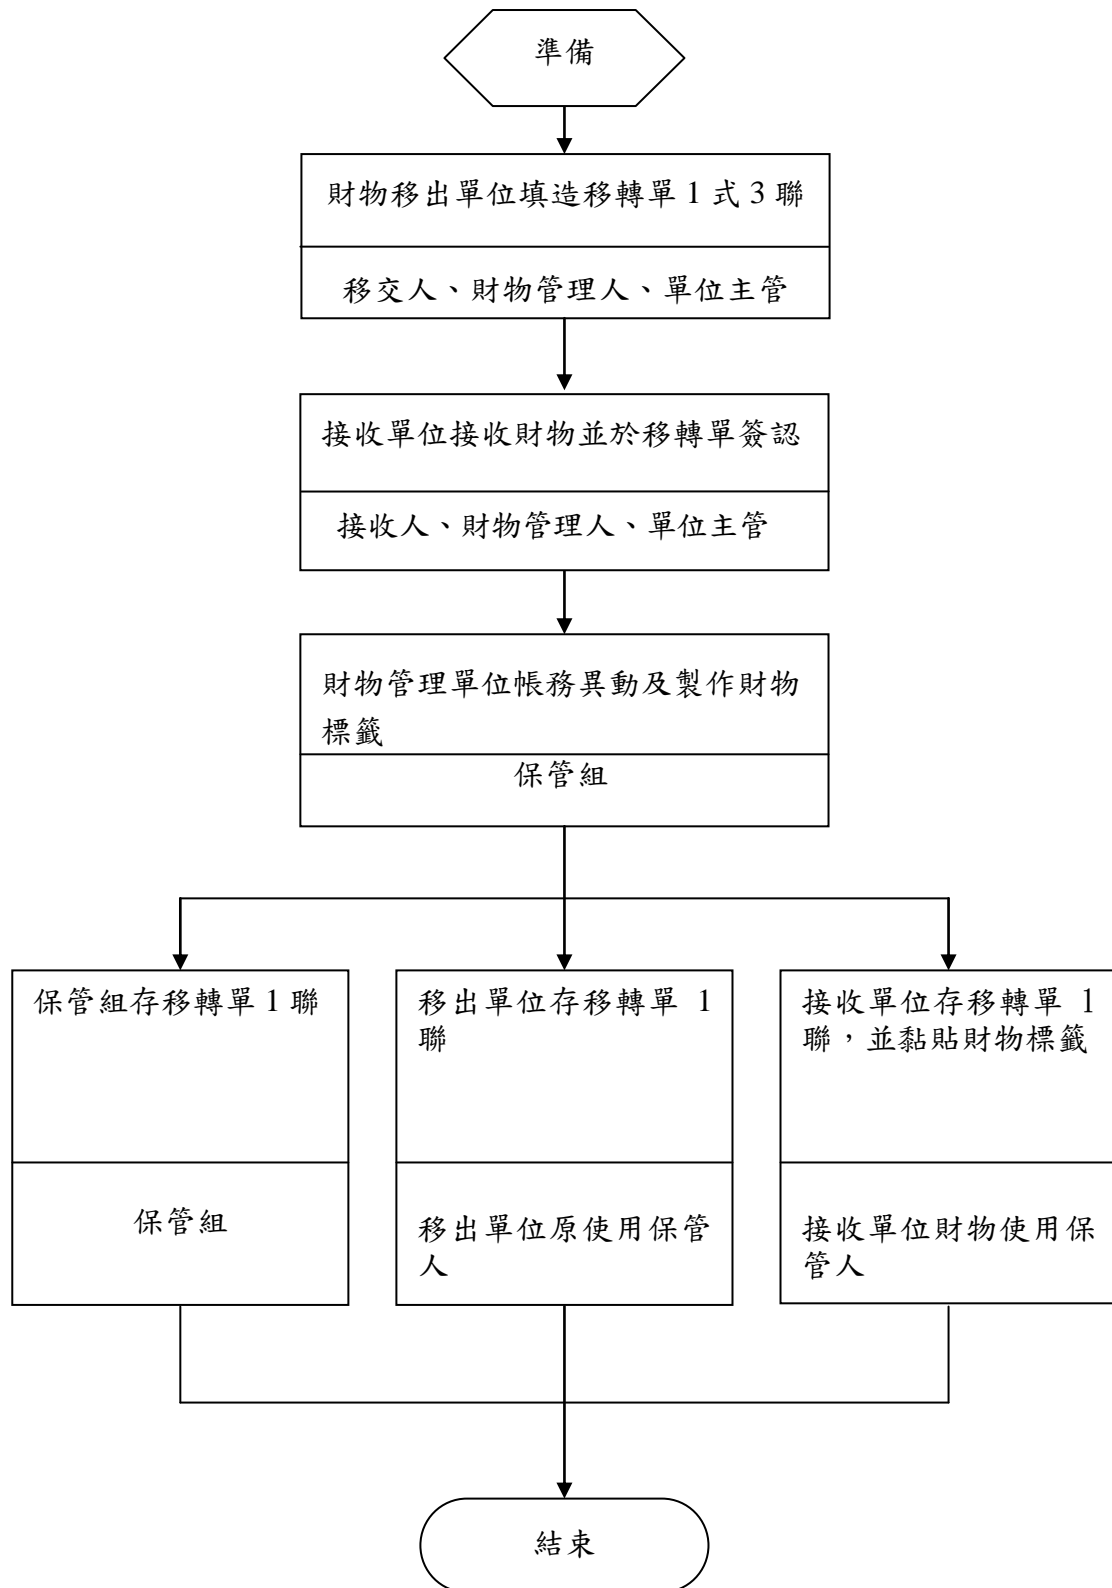 準備
財物移出單位填造移轉單 1 式 3 聯
移交人、財物管理人、單位主管
接收單位接收財物並於移轉單簽認
接收人、財物管理人、單位主管
財物管理單位帳務異動及製作財物
標籤
保管組
保管組存移轉單 1 聯
保管組
移出單位存移轉單 1
聯
移出單位原使用保管
人
接收單位存移轉單 1
聯，並黏貼財物標籤
接收單位財物使用保
管人
結束